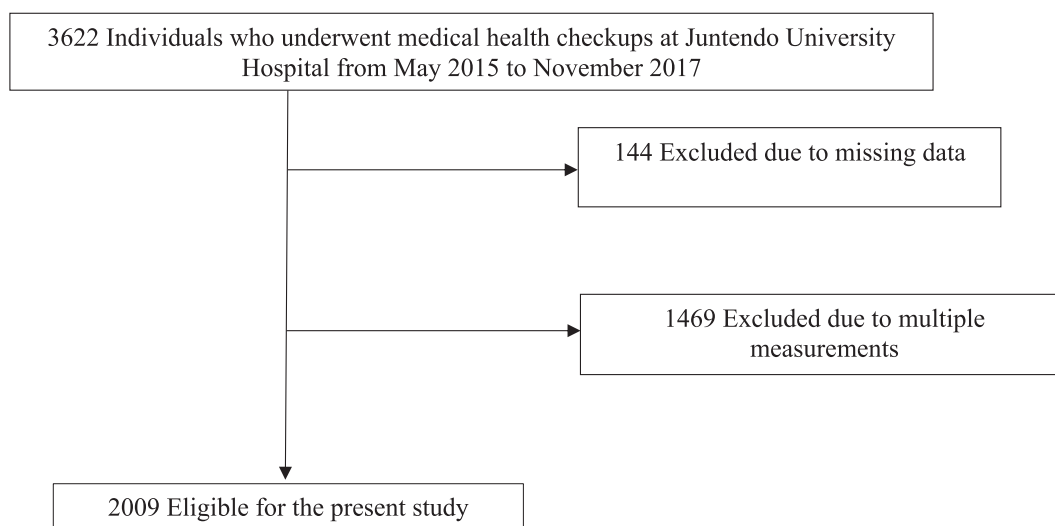 3622 Individuals who underwent medical health checkups at Juntendo University
Hospital from May 2015 to November 2017
144 Excluded due to missing data
1469 Excluded due to multiple
measurements
2009 Eligible for the present study